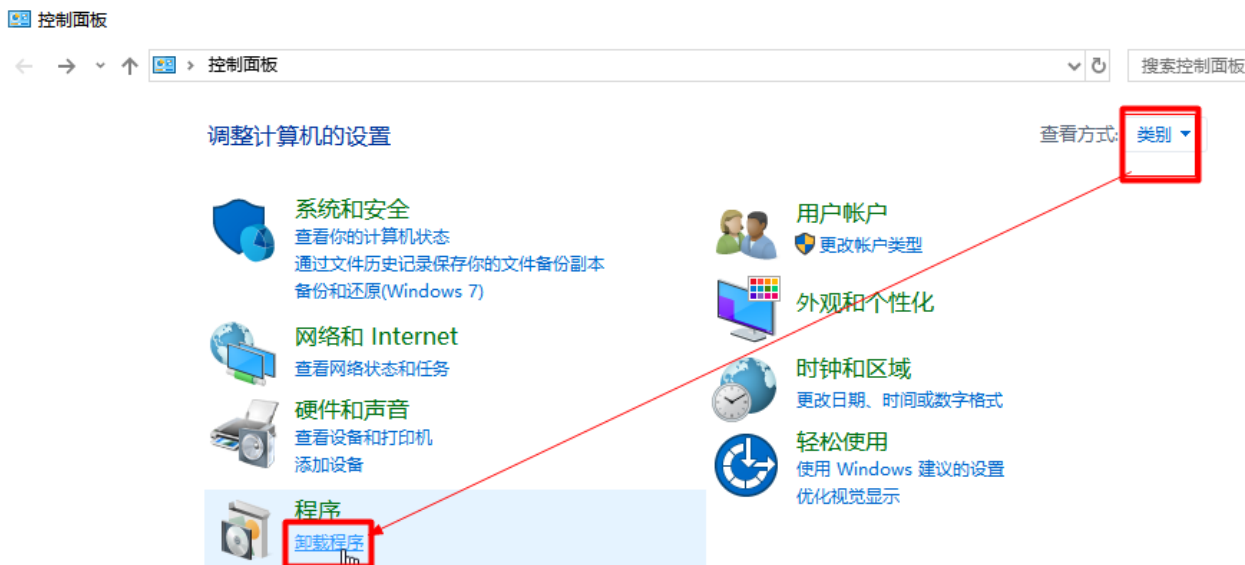 控制面板
控制面板
搜索控制面板
调整计算机的设置
查看方式: 类别
系统和安全
查看你的计算机状态
通过文件历史记录保存你的文件备份副本
备份和还原(Windows 7)
网络和 Internet
查看网络状态和任务
硬件和声音
查看设备和打印机
添加设备
程序
卸载程序
用户帐户
更改帐户类型
外观和个性化
时钟和区域
更改日期、时间或数字格式
轻松使用
使用 Windows 建议的设置
优化视觉显示